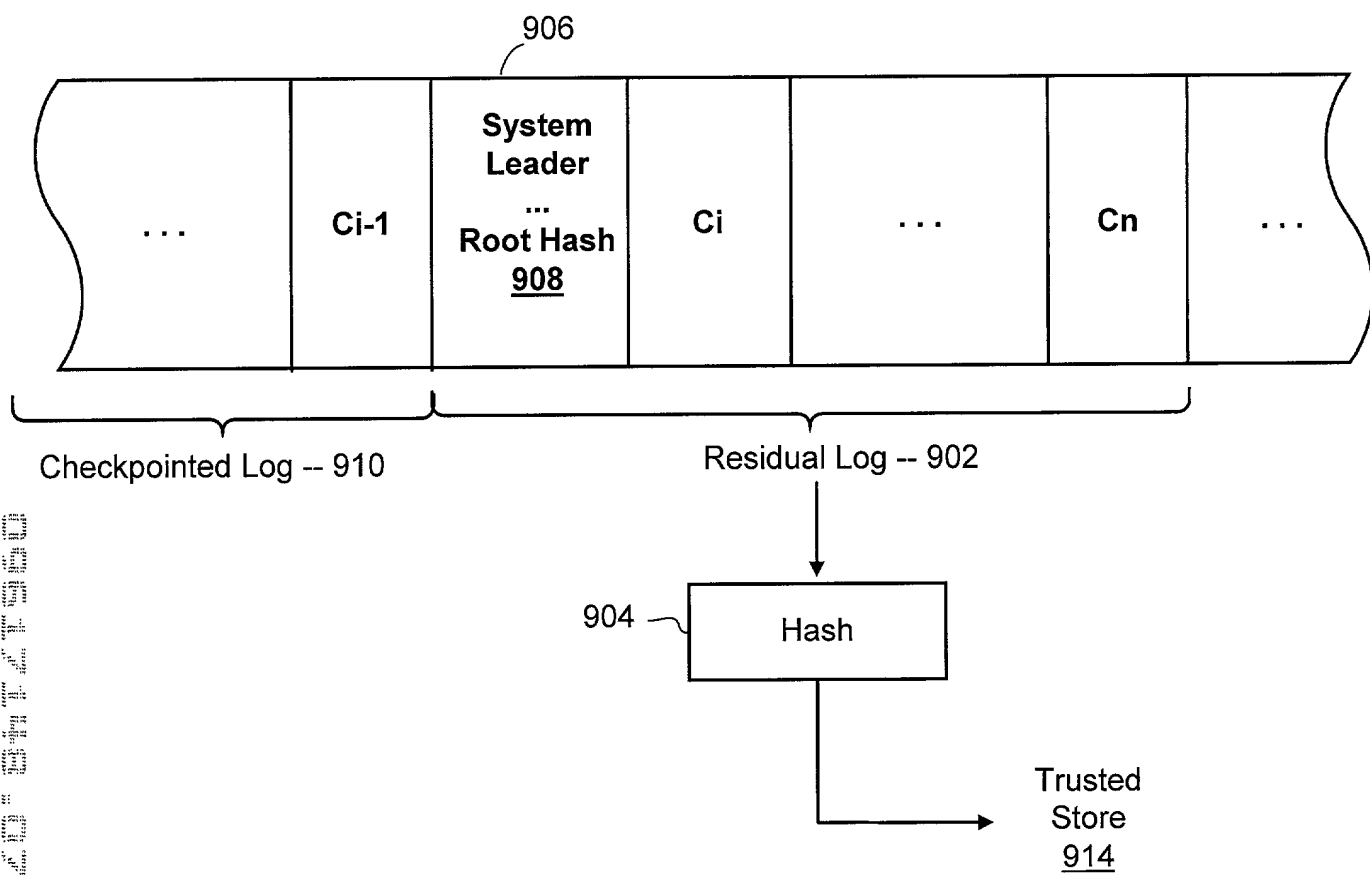 906
System
Leader
...
Root Hash
908
. . .
Ci-1
Ci
. . .
Cn
. . .
Checkpointed Log -- 910
Residual Log -- 902
904
Hash
Trusted
Store
914